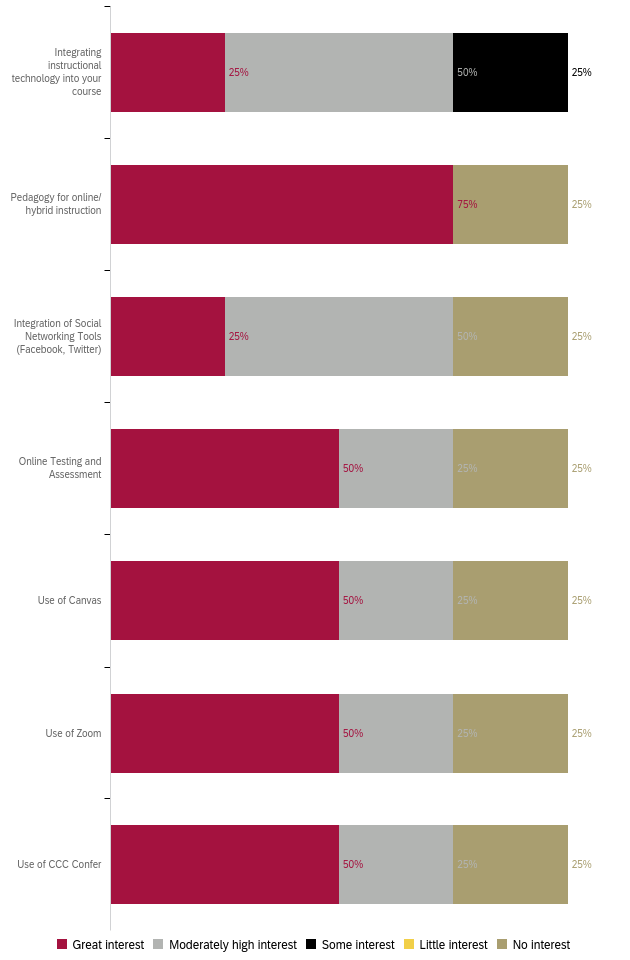 Integrating
instructional
technology into your
course
25%
50%
25%
Pedagogy for online/
hybrid instruction
75%
25%
Integration of Social
Networking Tools
(Facebook, Twitter)
25%
50%
25%
Online Testing and
Assessment
50%
25%
25%
Use of Canvas
50%
25%
25%
Use of Zoom
50%
25%
25%
Use of CCC Confer
50%
25%
25%
Great interest Moderately high interest Some interest Little interest No interest